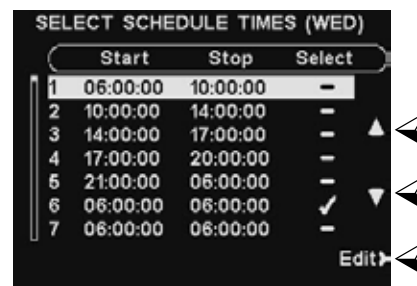 SELECT SCHEDULE TIMES (WED)
Start Stop Select
1 06:00:00 10:00:00 –
2 10:00:00 14:00:00 –
3 14:00:00 17:00:00 –
4 17:00:00 20:00:00 –
5 21:00:00 06:00:00 –
6 06:00:00 06:00:00 ✓
7 06:00:00 06:00:00 –
Edit